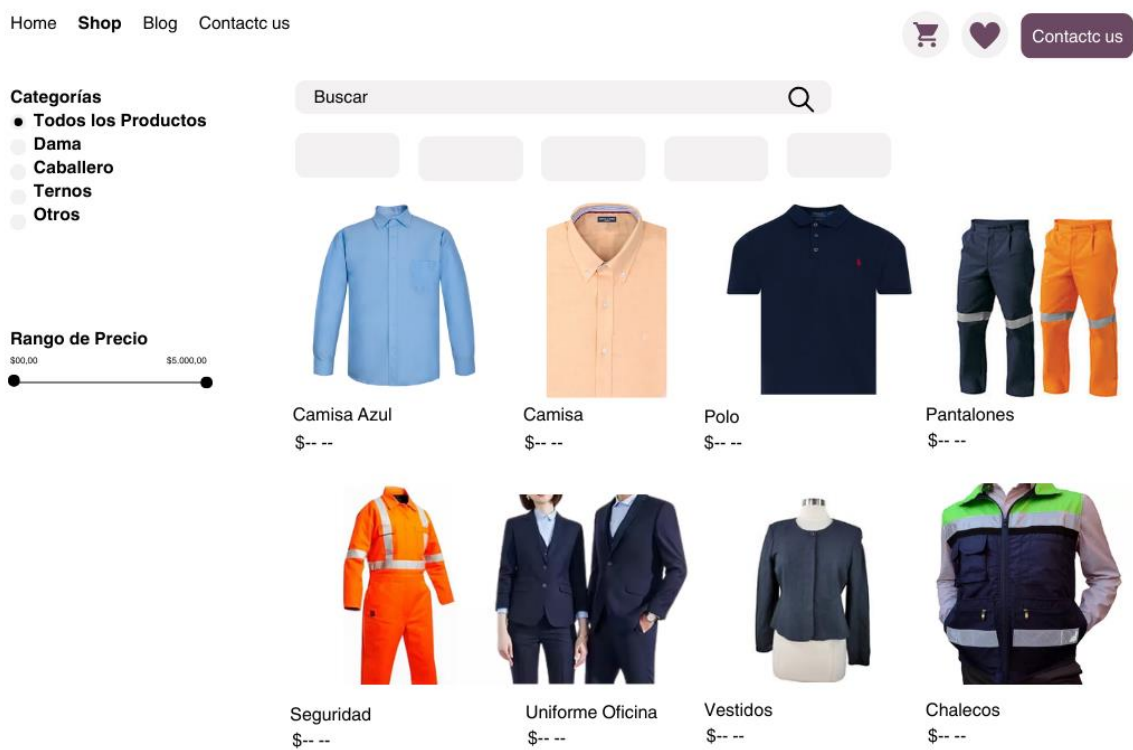 Home Shop Blog Contactc us
Contactc us
Categorías
Todos los Productos
Dama
Caballero
Ternos
Otros
Rango de Precio
$00,00 $5.000,00
Buscar
Camisa Azul Camisa Polo Pantalones
$-- -- $-- -- $-- -- $-- --
Seguridad Uniforme Oficina Vestidos Chalecos
$-- -- $-- -- $-- -- $-- --